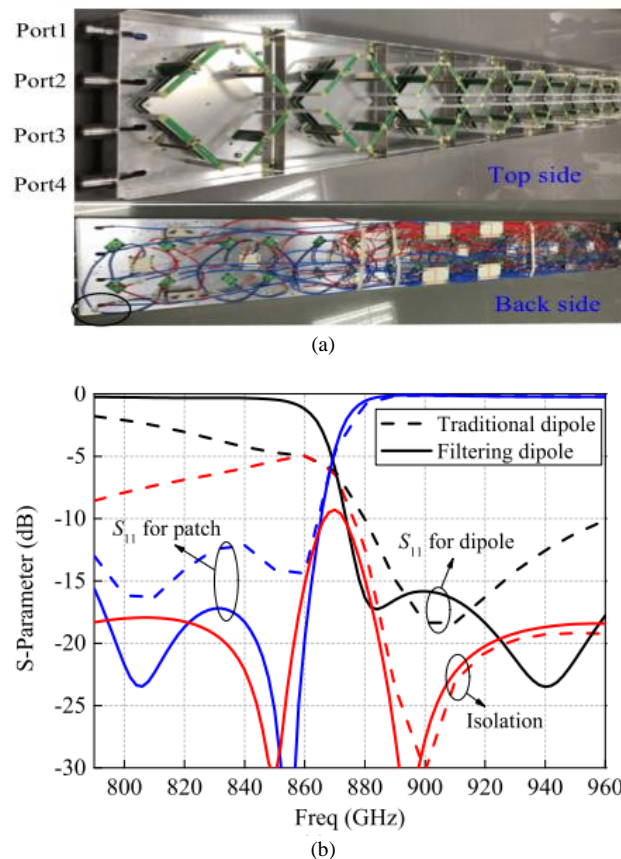 Port1
Port2
Port3
Port4
Top side
Back side
(a)
0
-5
-10
-15
-20
-25
-30
S-Parameter (dB)
Traditional dipole
Filtering dipole
S11 for patch
S11 for dipole
Isolation
800 820 840 860 880 900 920 940 960
Freq (GHz)
(b)